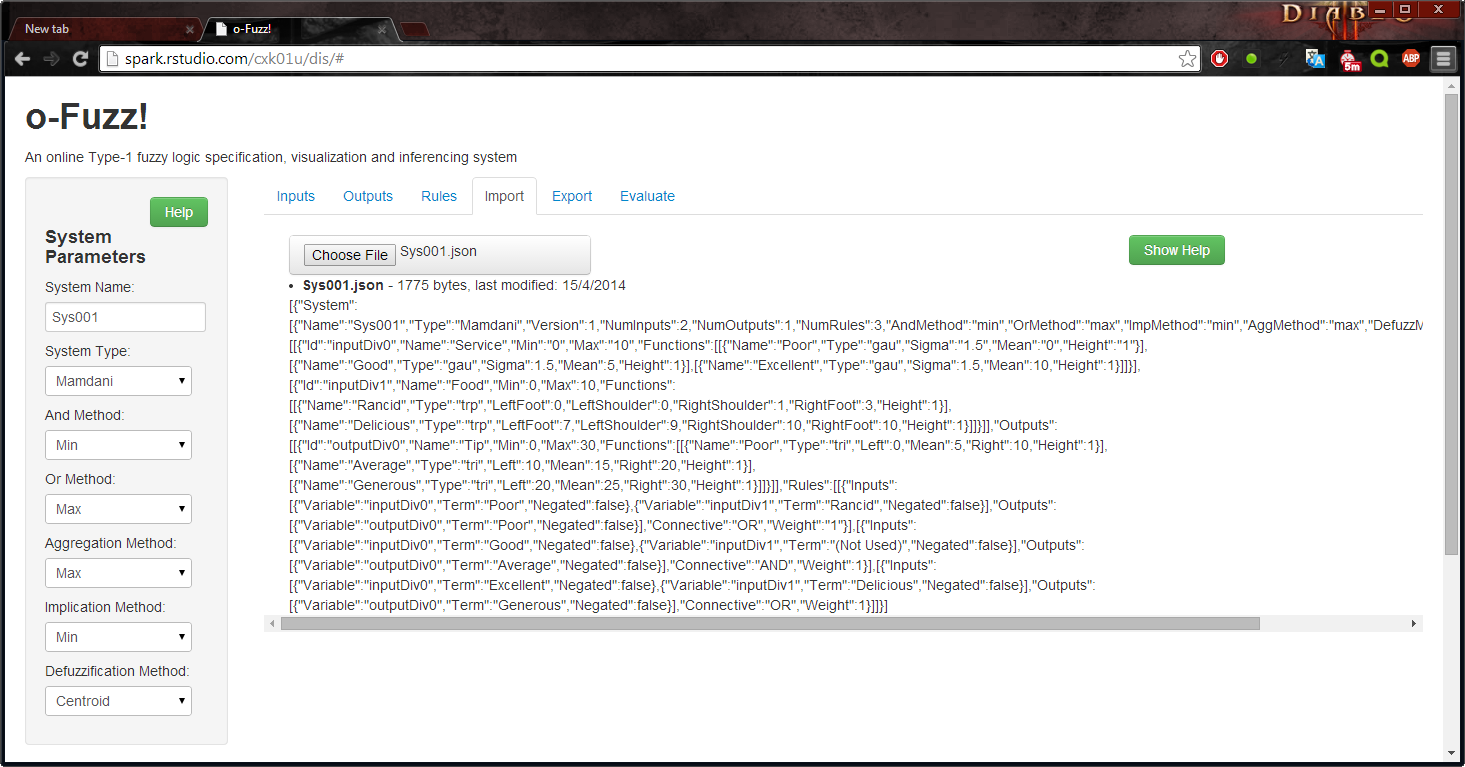 DIABLO
New tab
o-Fuzz!
spark.rstudio.com/cxk01u/dis/#
5m
ABP
o-Fuzz!
An online Type-1 fuzzy logic specification, visualization and inferencing system
Help
System
Parameters
System Name:
Sys001
System Type:
Mamdani
And Method:
Min
Or Method:
Max
Aggregation Method:
Max
Implication Method:
Min
Defuzzification Method:
Centroid
Inputs Outputs Rules Import Export Evaluate
Choose File Sys001.json
Show Help
• Sys001.json - 1775 bytes, last modified: 15/4/2014
[{"System":
[{"Name":"Sys001","Type":"Mamdani","Version":1,"NumInputs":2,"NumOutputs":1,"NumRules":3,"AndMethod":"min","OrMethod":"max","ImpMethod":"min","AggMethod":"max","DefuzzM
[[{"Id":"inputDiv0","Name":"Service","Min":"0","Max":"10","Functions":[[{"Name":"Poor","Type":"gau","Sigma":"1.5","Mean":"0","Height":"1"}],
[{"Name":"Good","Type":"gau","Sigma":1.5,"Mean":5,"Height":1}],[{"Name":"Excellent","Type":"gau","Sigma":1.5,"Mean":10,"Height":1}]]}],
[{"Id":"inputDiv1","Name":"Food","Min":0,"Max":10,"Functions":
[[{"Name":"Rancid","Type":"trp","LeftFoot":0,"LeftShoulder":0,"RightShoulder":1,"RightFoot":3,"Height":1}],
[{"Name":"Delicious","Type":"trp","LeftFoot":7,"LeftShoulder":9,"RightShoulder":10,"RightFoot":10,"Height":1}]]}]],"Outputs":
[[{"Id":"outputDiv0","Name":"Tip","Min":0,"Max":30,"Functions":[[{"Name":"Poor","Type":"tri","Left":0,"Mean":5,"Right":10,"Height":1}],
[{"Name":"Average","Type":"tri","Left":10,"Mean":15,"Right":20,"Height":1}],
[{"Name":"Generous","Type":"tri","Left":20,"Mean":25,"Right":30,"Height":1}]]}]],"Rules":[[{"Inputs":
[{"Variable":"inputDiv0","Term":"Poor","Negated":false},{"Variable":"inputDiv1","Term":"Rancid","Negated":false}],"Outputs":
[{"Variable":"outputDiv0","Term":"Poor","Negated":false}],"Connective":"OR","Weight":"1"}],[{"Inputs":
[{"Variable":"inputDiv0","Term":"Good","Negated":false},{"Variable":"inputDiv1","Term":"(Not Used)","Negated":false}],"Outputs":
[{"Variable":"outputDiv0","Term":"Average","Negated":false}],"Connective":"AND","Weight":1}],[{"Inputs":
[{"Variable":"inputDiv0","Term":"Excellent","Negated":false},{"Variable":"inputDiv1","Term":"Delicious","Negated":false}],"Outputs":
[{"Variable":"outputDiv0","Term":"Generous","Negated":false}],"Connective":"OR","Weight":1}]]}]